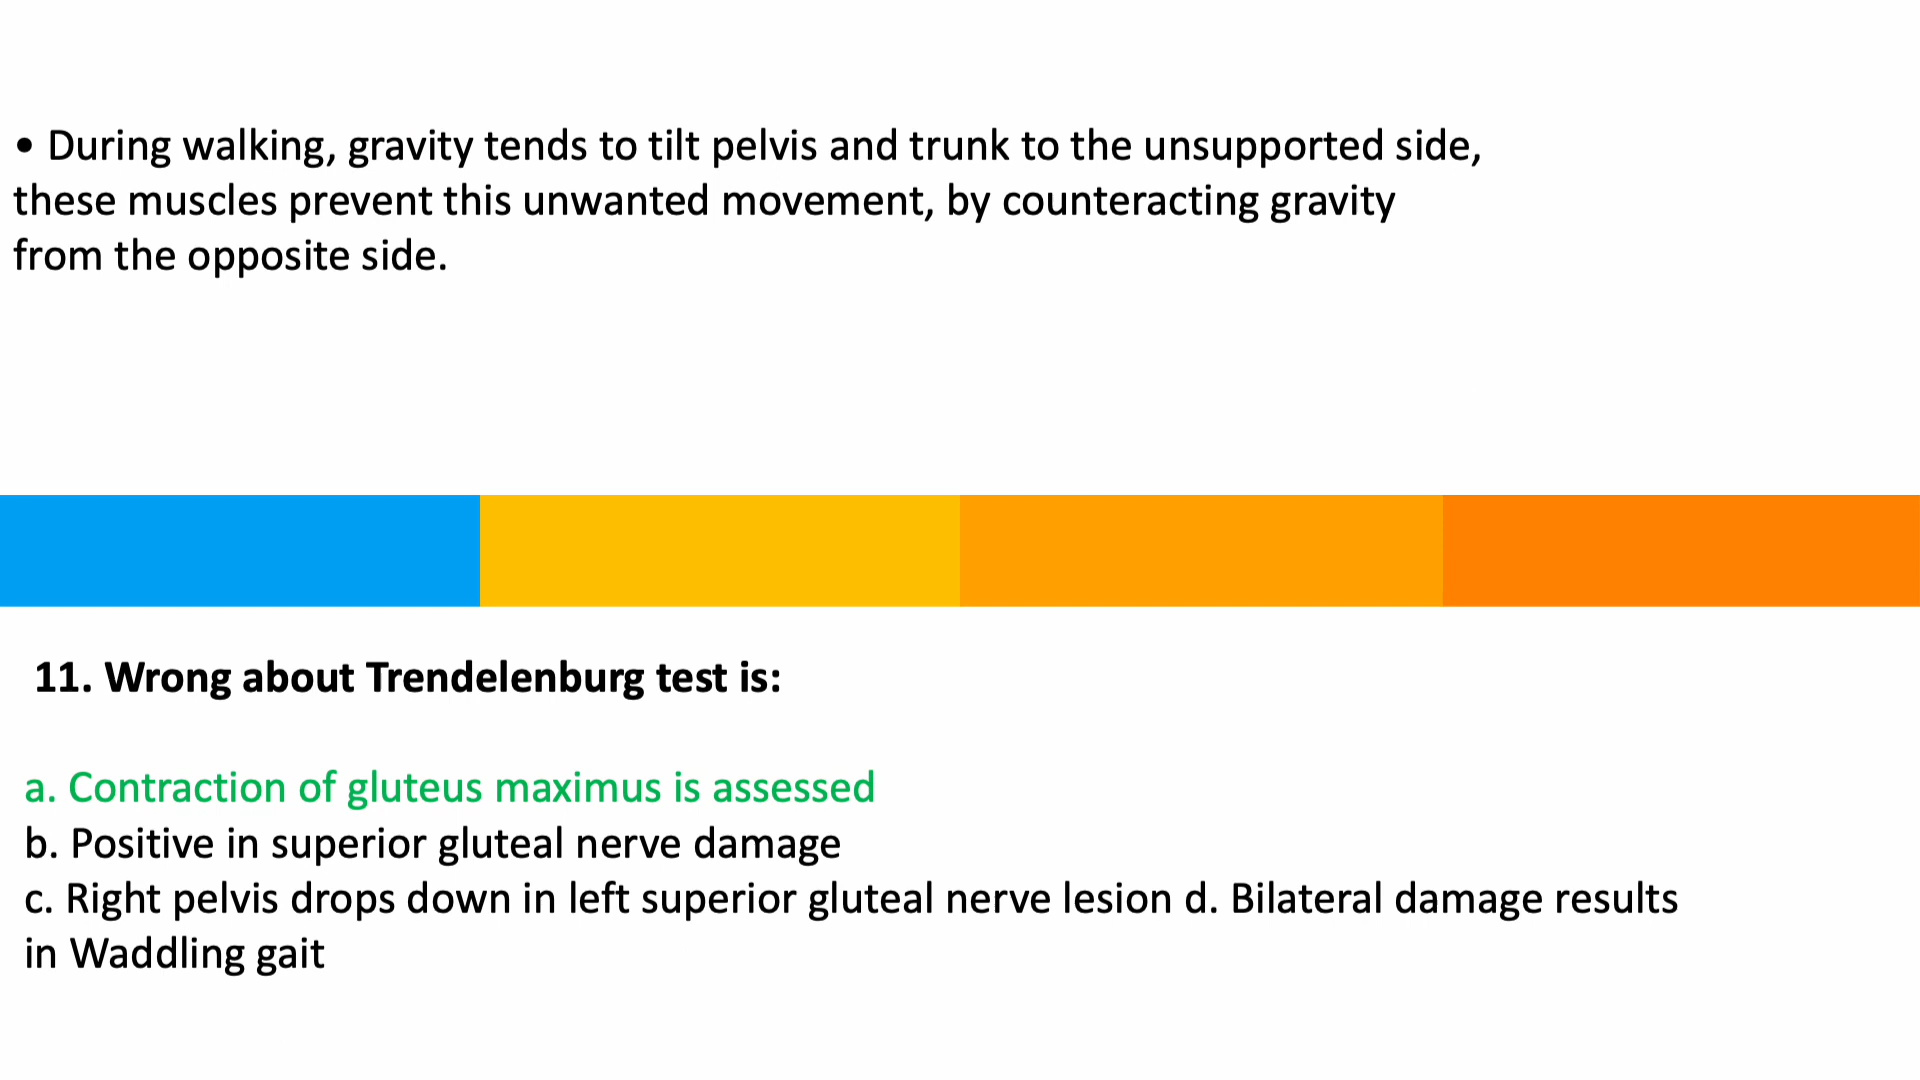 • During walking, gravity tends to tilt pelvis and trunk to the unsupported side,
these muscles prevent this unwanted movement, by counteracting gravity
from the opposite side.
11. Wrong about Trendelenburg test is:
a. Contraction of gluteus maximus is assessed
b. Positive in superior gluteal nerve damage
c. Right pelvis drops down in left superior gluteal nerve lesion d. Bilateral damage results
in Waddling gait